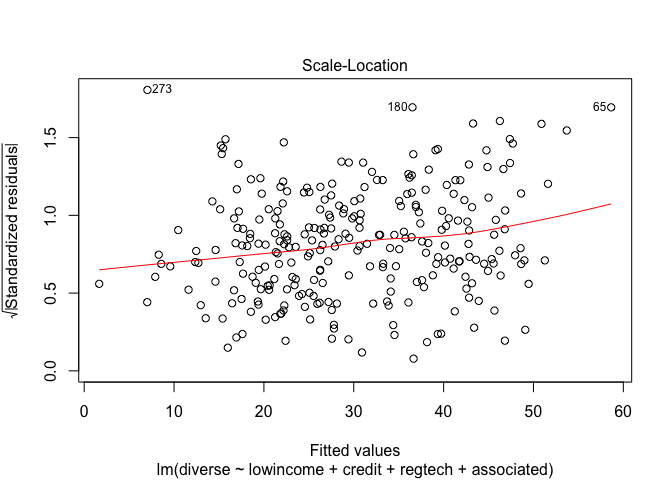 Scale-Location
273
180
65
1.5
1.0
0.5
0.0
√|Standardized residuals|
0 10 20 30 40 50 60
Fitted values
lm(diverse ~ lowincome + credit + regtech + associated)